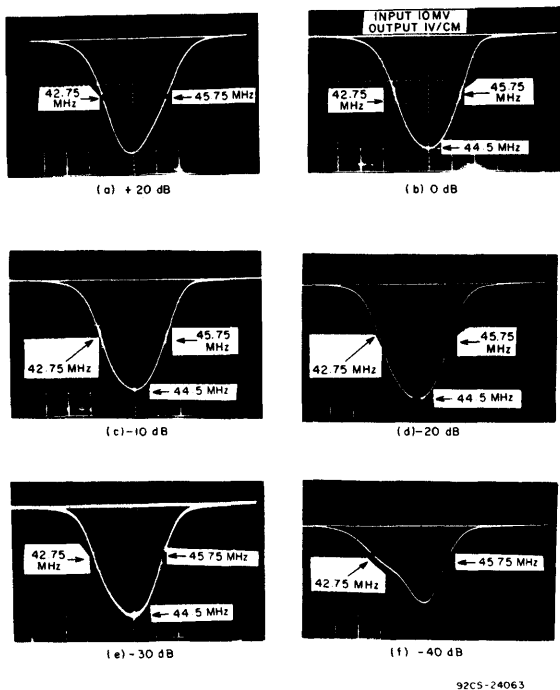 42.75
MHz
45.75 MHz
(a) + 20 dB
INPUT 10MV
OUTPUT 1V/CM
42.75
MHz
45.75
MHz
44.5 MHz
(b) 0 dB
42.75 MHz
45.75
MHz
44.5 MHz
(c)-10 dB
42.75 MHz
45.75
MHz
44.5 MHz
(d)-20 dB
42.75
MHz
45.75 MHz
44.5 MHz
(e)-30 dB
42.75 MHz
45.75 MHz
(f) -40 dB
92CS-24063